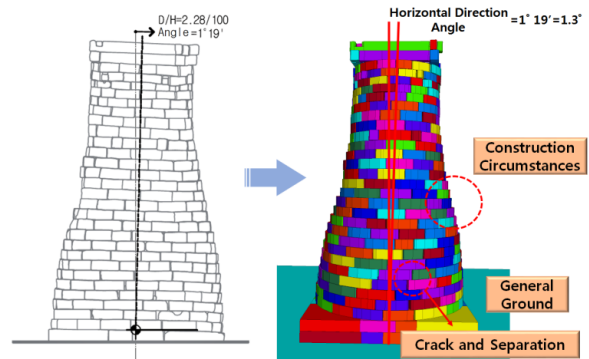 D/H=2.28/100
Angle=1°19′
Horizontal Direction
Angle
=1° 19′=1.3°
Construction
Circumstances
General
Ground
Crack and Separation